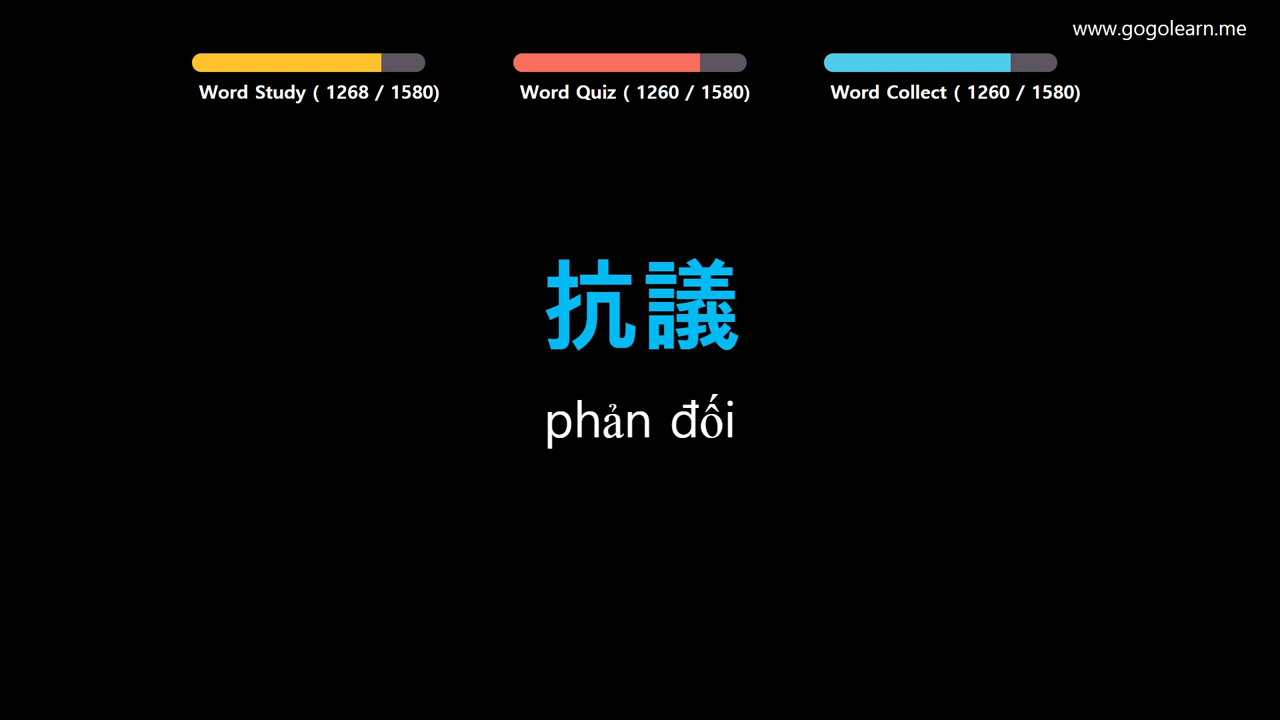 www.gogolearn.me
Word Study ( 1268 / 1580)
Word Quiz ( 1260 / 1580)
Word Collect ( 1260 / 1580)
抗議
phản đối